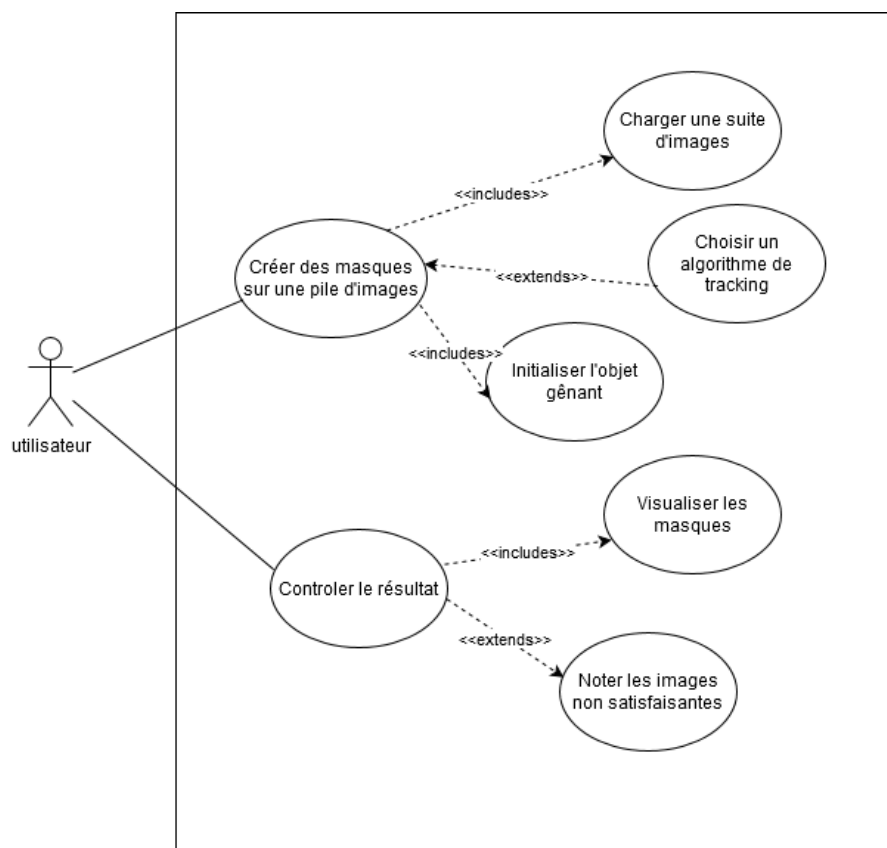 Charger une suite
d'images
<<includes>>
Choisir un
algorithme de
tracking
Créer des masques
sur une pile d'images
<<extends>>
<<includes>>
Initialiser l'objet
gênant
utilisateur
Visualiser les
masques
<<includes>>
Controler le résultat
<<extends>>
Noter les images
non satisfaisantes